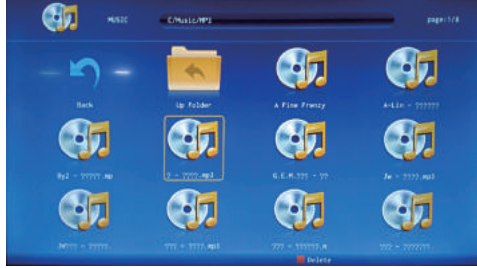 MUSIC
C/Music/MP3
page:1/8
Back
Up Folder
A Fine Frenzy
A-Lin - ??????
By2 - ?????.mp
? - ????.mp3
G.E.M.??? - ??
Jw - ????.mp3
JW??? - ?????.
??? - ????.mp3
??? - ??????.m
??? - ???????.
Delete